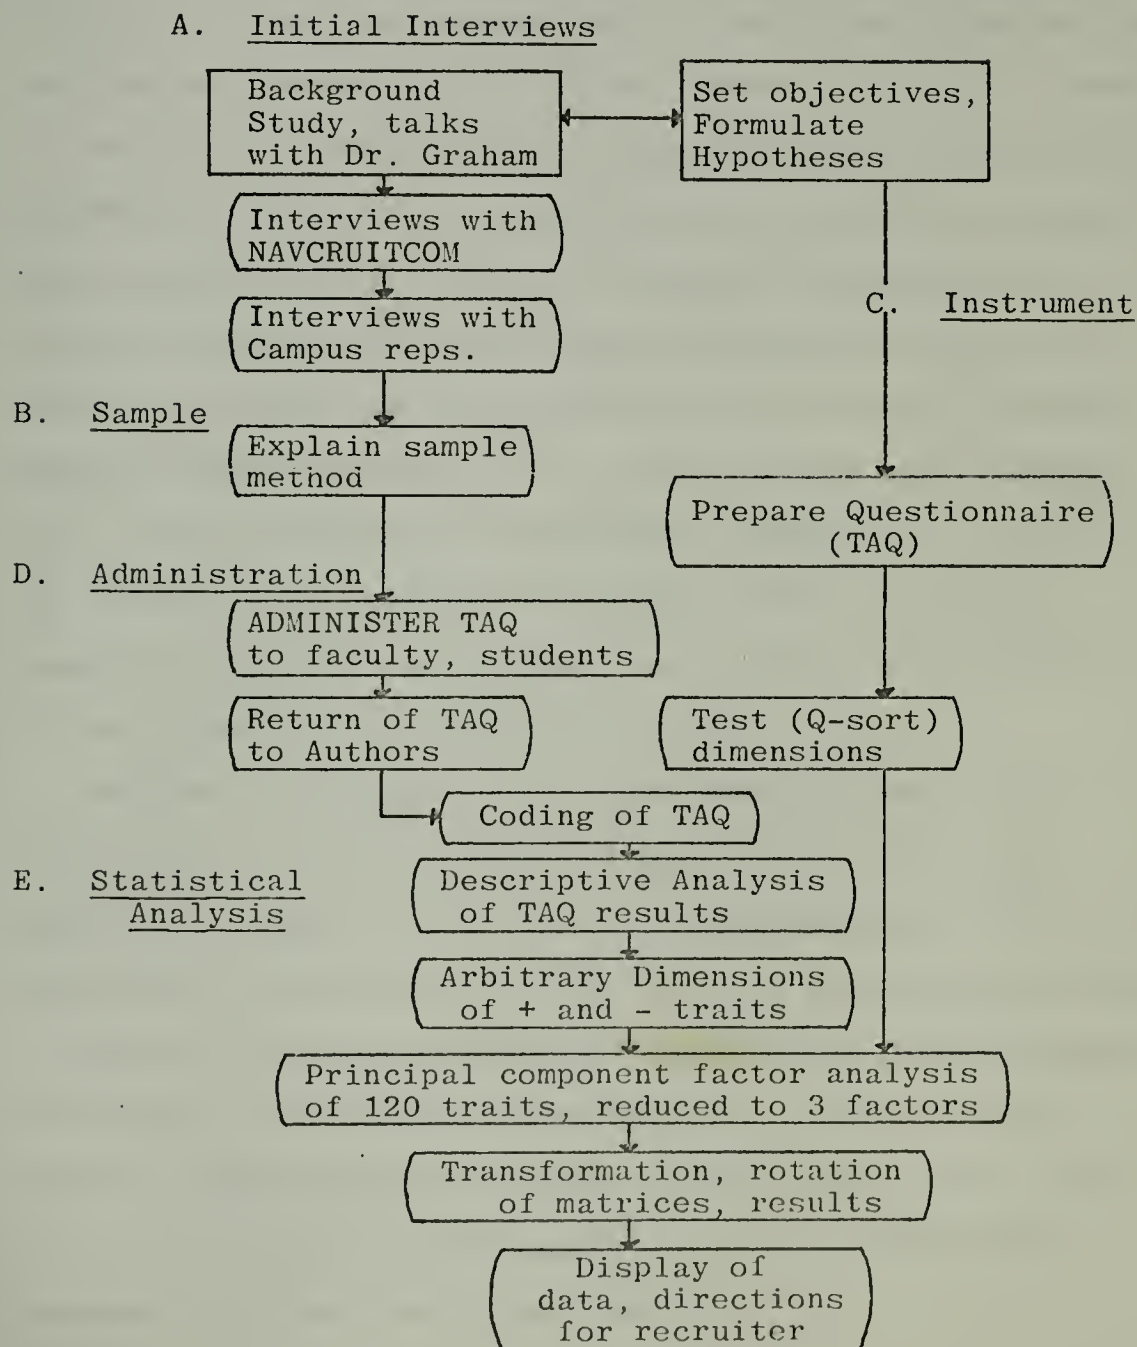 A. Initial Interviews
Background
Study, talks
with Dr. Graham
Set objectives,
Formulate
Hypotheses
Interviews with
NAVCRUITCOM
C. Instrument
Interviews with
Campus reps.
B. Sample
Explain sample
method
Prepare Questionnaire
(TAQ)
D. Administration
ADMINISTER TAQ
to faculty, students
Return of TAQ
to Authors
Test (Q-sort)
dimensions
Coding of TAQ
E. Statistical
Analysis
Descriptive Analysis
of TAQ results
Arbitrary Dimensions
of + and - traits
Principal component factor analysis
of 120 traits, reduced to 3 factors
Transformation, rotation
of matrices, results
Display of
data, directions
for recruiter